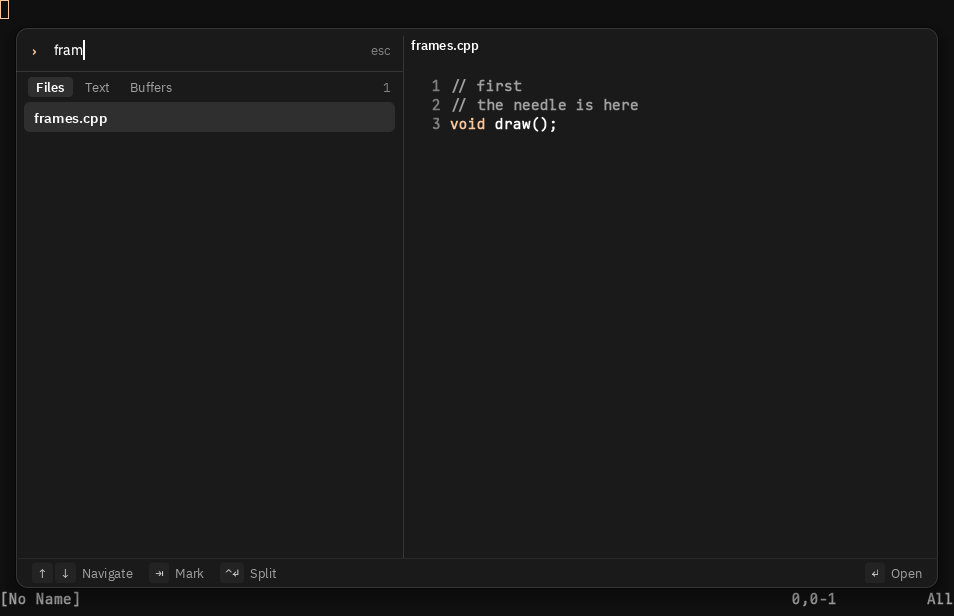 › fram esc
Files Text Buffers 1
frames.cpp
frames.cpp
1 // first
2 // the needle is here
3 void draw();
↑ ↓ Navigate ⇥ Mark ^↵ Split ↵ Open
[No Name] 0,0-1 All